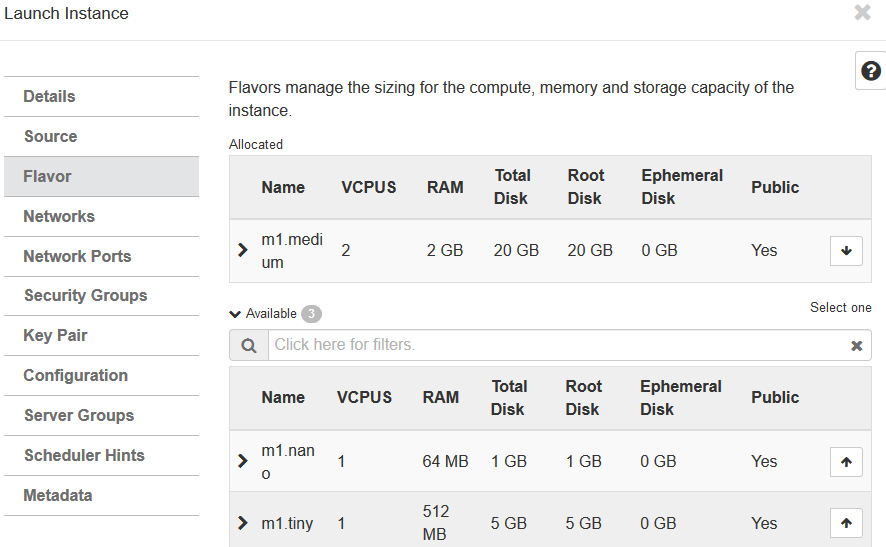 Launch Instance
Details
Source
Flavor
Networks
Network Ports
Security Groups
Key Pair
Configuration
Server Groups
Scheduler Hints
Metadata
Flavors manage the sizing for the compute, memory and storage capacity of the
instance.
Allocated
Name VCPUS RAM Total Disk Root Disk Ephemeral Disk Public
m1.medi
um 2 2 GB 20 GB 20 GB 0 GB Yes
Available 3 Select one
Click here for filters.
Name VCPUS RAM Total Disk Root Disk Ephemeral Disk Public
m1.nan
o 1 64 MB 1 GB 1 GB 0 GB Yes
m1.tiny 1 512 MB 5 GB 5 GB 0 GB Yes